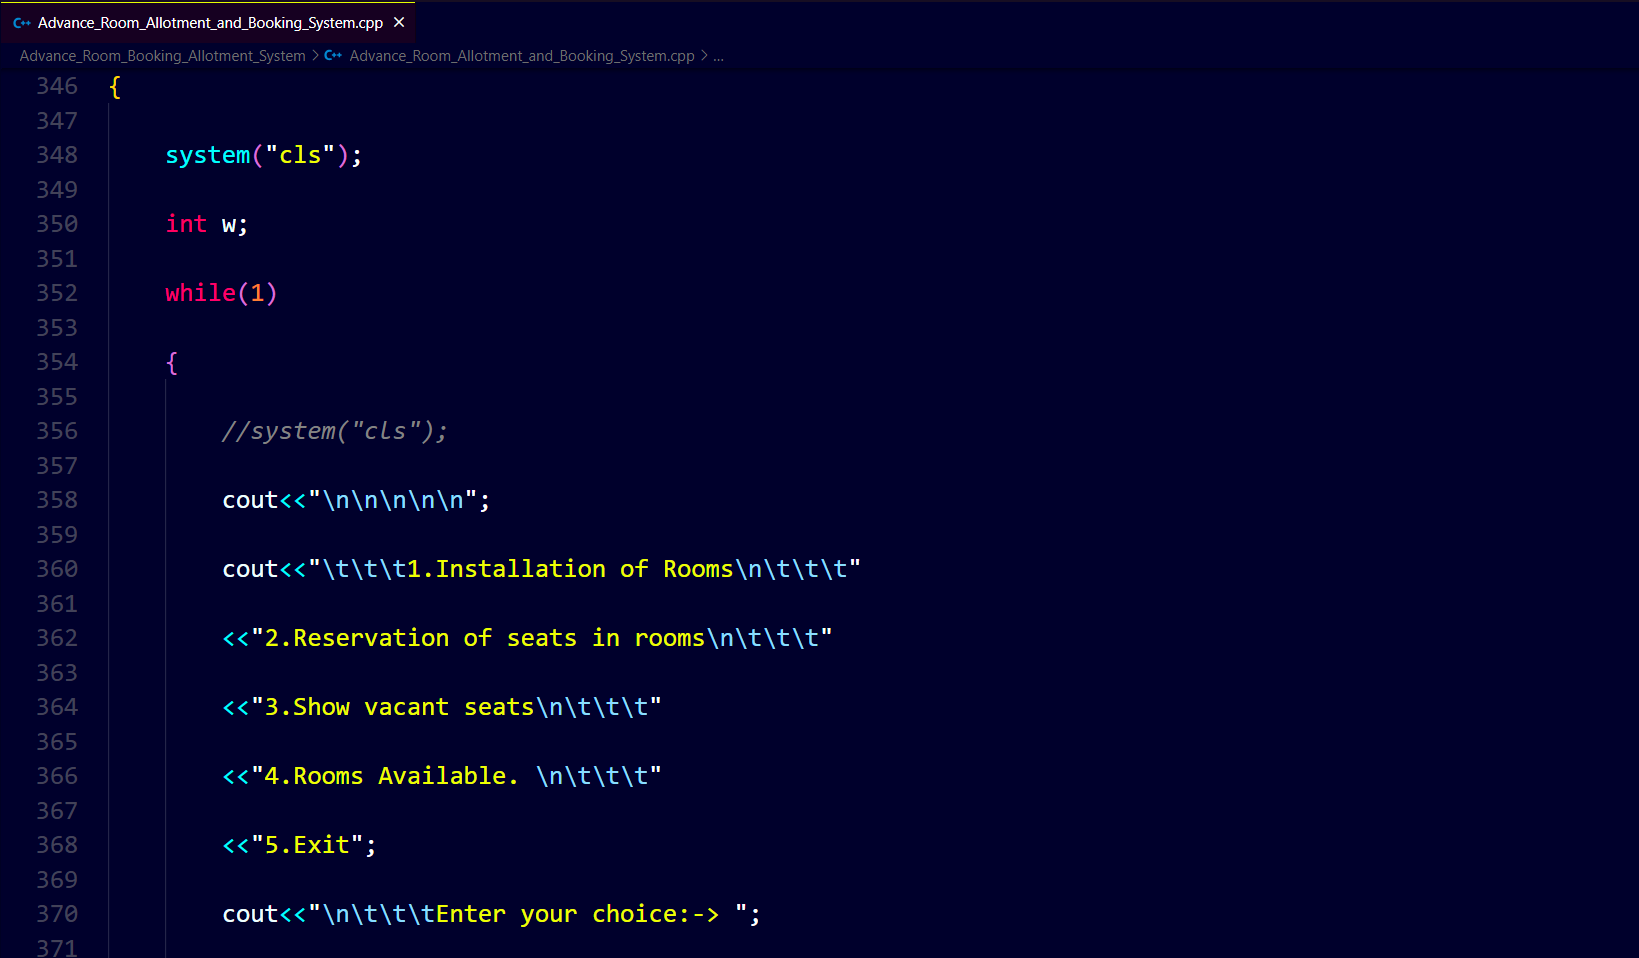 C++ Advance_Room_Allotment_and_Booking_System.cpp ×
Advance_Room_Booking_Allotment_System > C++ Advance_Room_Allotment_and_Booking_System.cpp > ...
346 {
347
348 system("cls");
349
350 int w;
351
352 while(1)
353
354 {
355
356 //system("cls");
357
358 cout<<"\n\n\n\n\n";
359
360 cout<<"\t\t\t1.Installation of Rooms\n\t\t\t"
361
362 <<"2.Reservation of seats in rooms\n\t\t\t"
363
364 <<"3.Show vacant seats\n\t\t\t"
365
366 <<"4.Rooms Available. \n\t\t\t"
367
368 <<"5.Exit";
369
370 cout<<"\n\t\t\tEnter your choice:-> ";
371